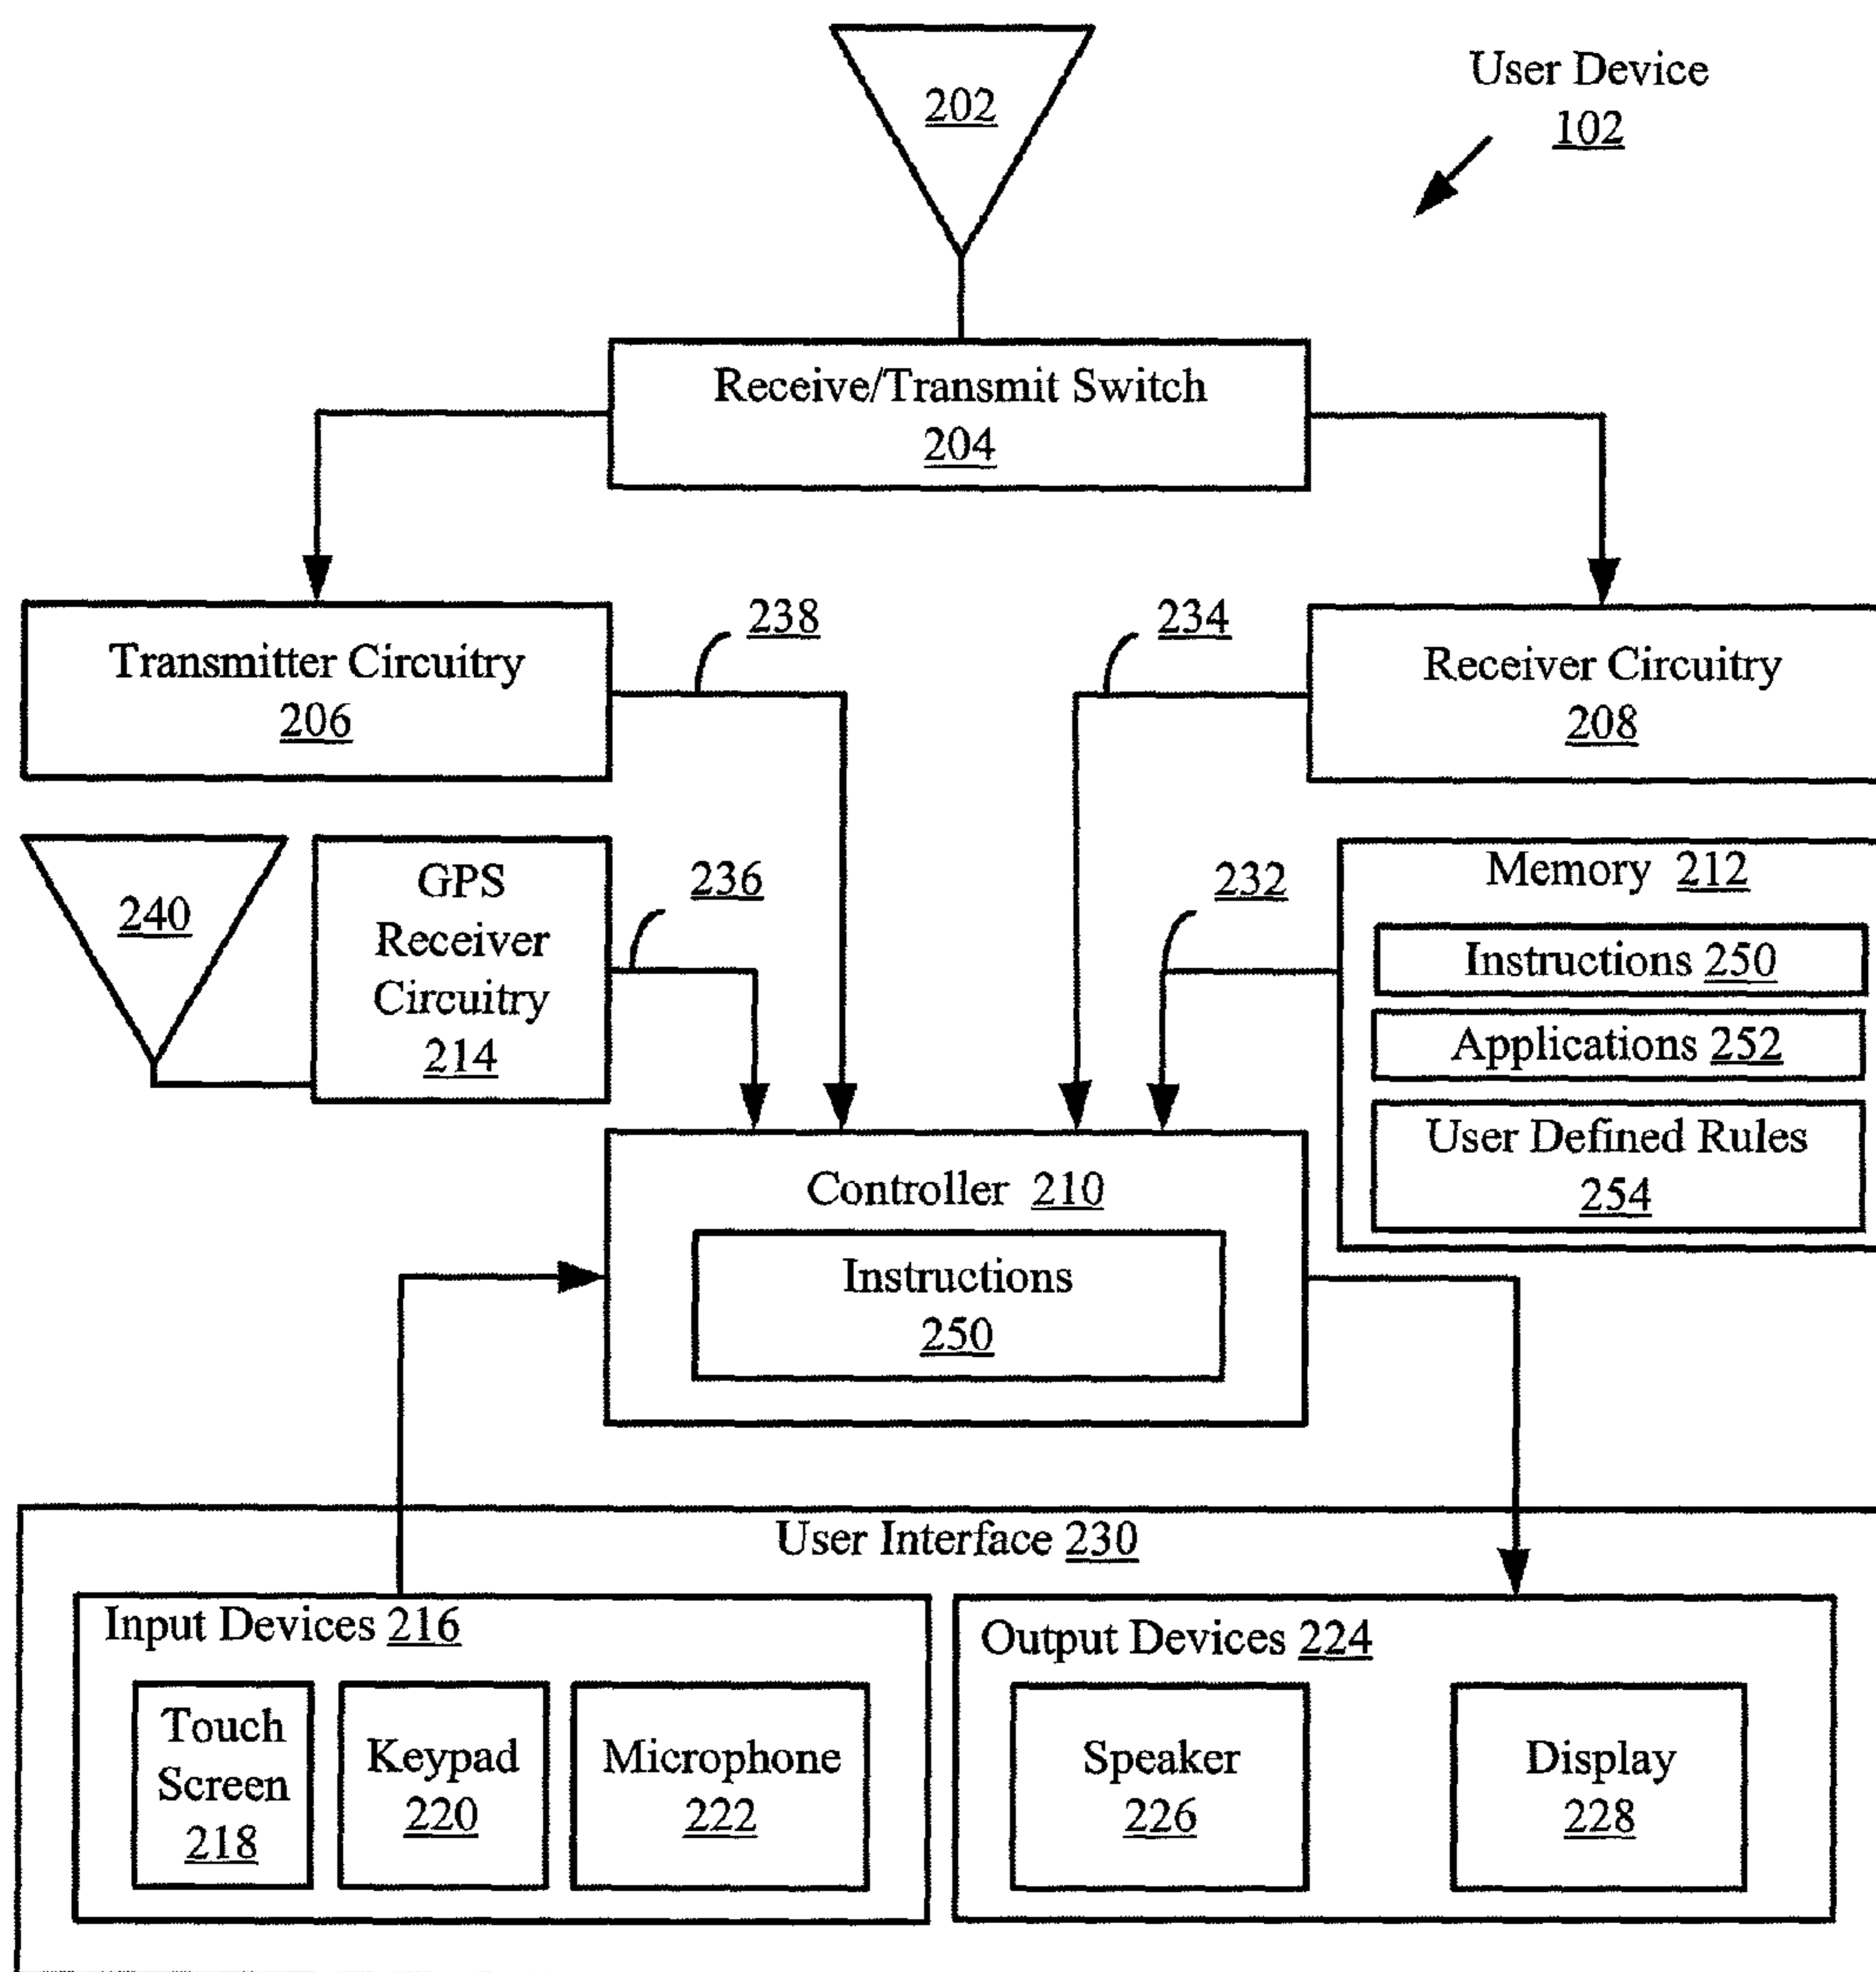 202
User Device
102
Receive/Transmit Switch
204
238
234
Transmitter Circuitry
206
Receiver Circuitry
208
240
GPS
Receiver
Circuitry
214
236
232
Memory 212
Instructions 250
Applications 252
User Defined Rules
254
Controller 210
Instructions
250
User Interface 230
Input Devices 216
Touch
Screen
218
Keypad
220
Microphone
222
Output Devices 224
Speaker
226
Display
228